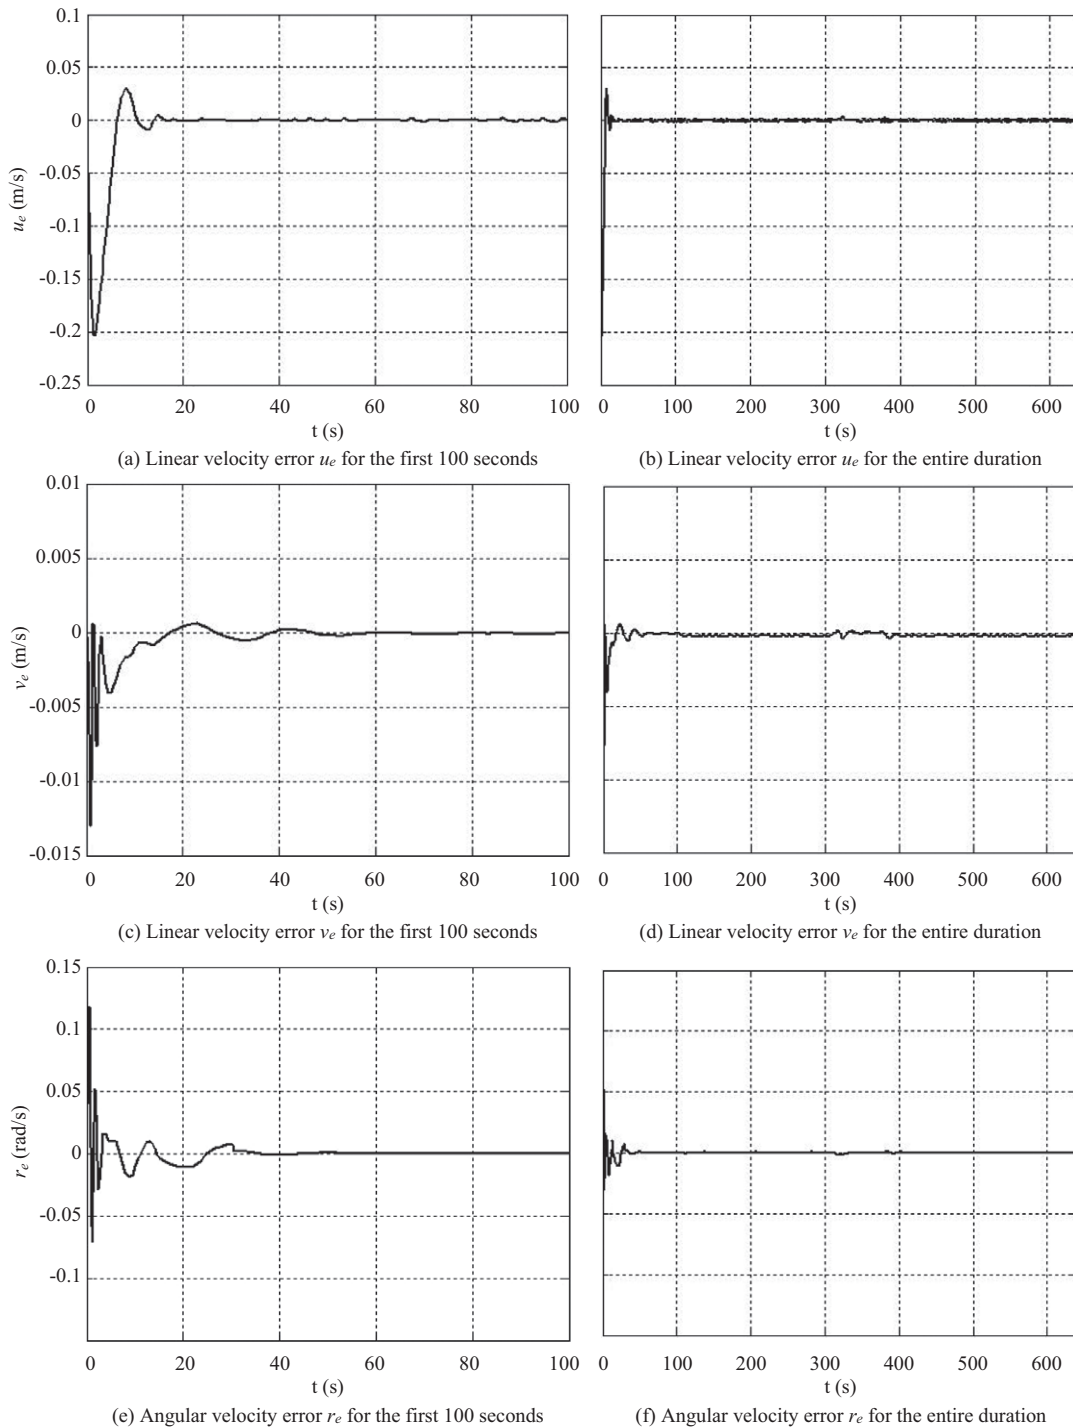 0.1
0.05
0
-0.05
-0.1
-0.15
-0.2
-0.25
u_e (m/s)
0 20 40 60 80 100
t (s)
(a) Linear velocity error u_e for the first 100 seconds
0 100 200 300 400 500 600
t (s)
(b) Linear velocity error u_e for the entire duration
0.01
0.005
0
-0.005
-0.01
-0.015
v_e (m/s)
0 20 40 60 80 100
t (s)
(c) Linear velocity error v_e for the first 100 seconds
0 100 200 300 400 500 600
t (s)
(d) Linear velocity error v_e for the entire duration
0.15
0.1
0.05
0
-0.05
-0.1
r_e (rad/s)
0 20 40 60 80 100
t (s)
(e) Angular velocity error r_e for the first 100 seconds
0 100 200 300 400 500 600
t (s)
(f) Angular velocity error r_e for the entire duration